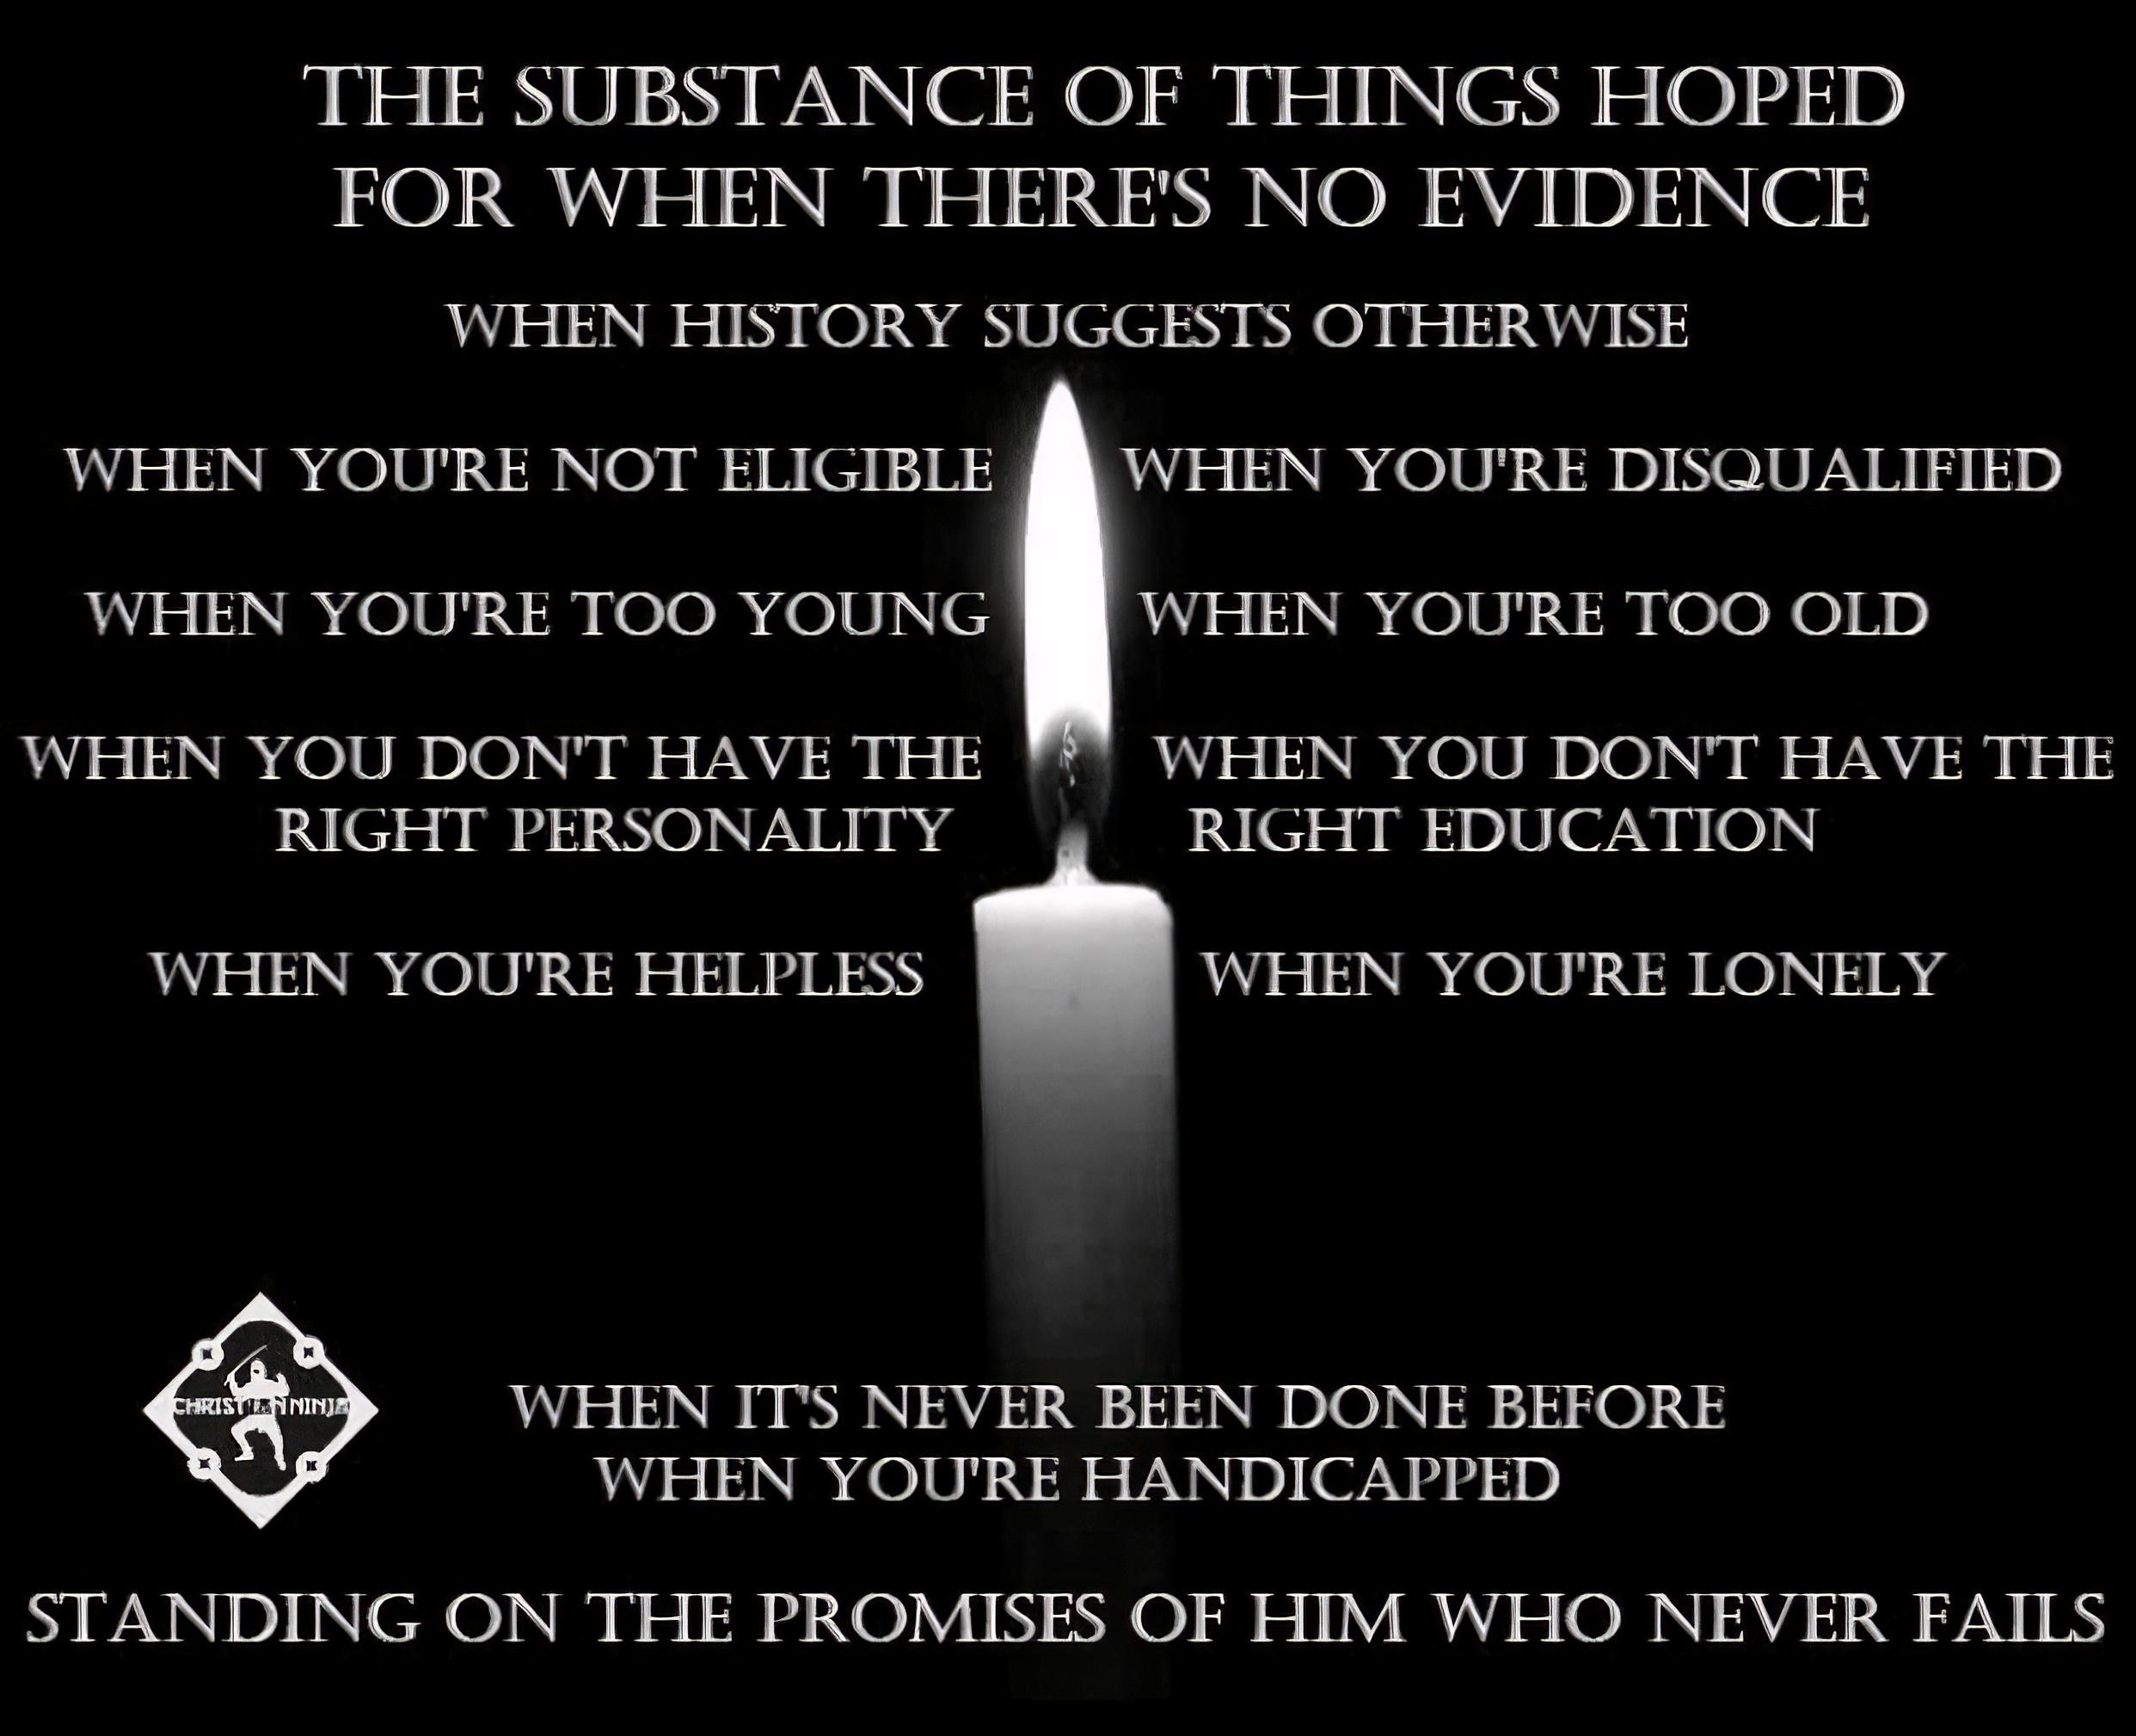 THE SUBSTANCE OF THINGS HOPED
FOR WHEN THERE'S NO EVIDENCE
WHEN HISTORY SUGGESTS OTHERWISE
WHEN YOU'RE NOT ELIGIBLE
WHEN YOU'RE DISQUALIFIED
WHEN YOU'RE TOO YOUNG
WHEN YOU'RE TOO OLD
WHEN YOU DON'T HAVE THE
RIGHT PERSONALITY
WHEN YOU DON'T HAVE THE
RIGHT EDUCATION
WHEN YOU'RE HELPLESS
WHEN YOU'RE LONELY
CHRISTIAN NINJA
WHEN IT'S NEVER BEEN DONE BEFORE
WHEN YOU'RE HANDICAPPED
STANDING ON THE PROMISES OF HIM WHO NEVER FAILS